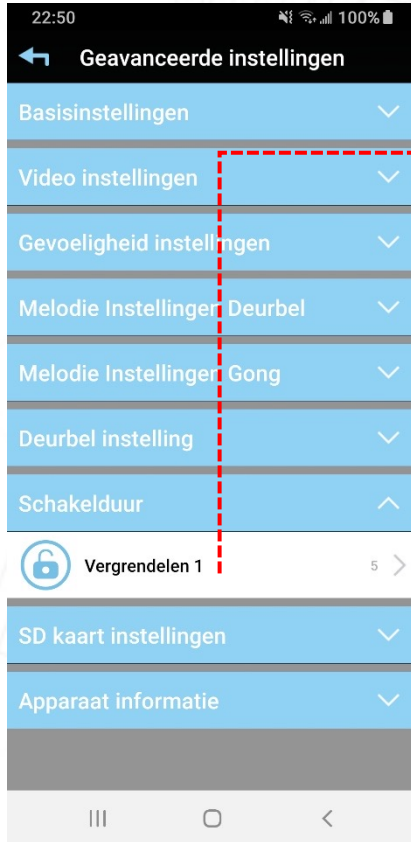 22:50 100%
Geavanceerde instellingen
Basisinstellingen
Video instellingen
Gevoeligheid instellingen
Melodie Instellingen Deurbel
Melodie Instellingen Gong
Deurbel instelling
Schakelduur
Vergrendelen 1 5
SD kaart instellingen
Apparaat informatie